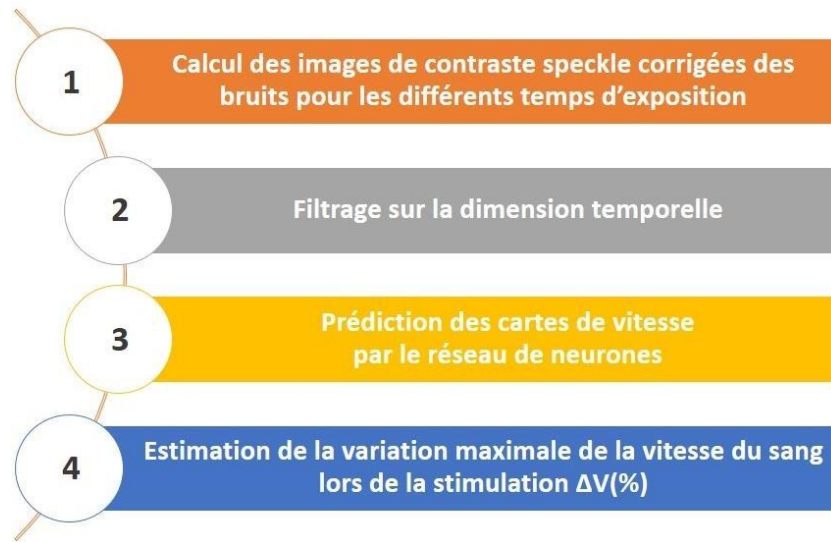 1
Calcul des images de contraste speckle corrigées des
bruits pour les différents temps d'exposition
2
Filtrage sur la dimension temporelle
3
Prédiction des cartes de vitesse
par le réseau de neurones
4
Estimation de la variation maximale de la vitesse du sang
lors de la stimulation ΔV(%)